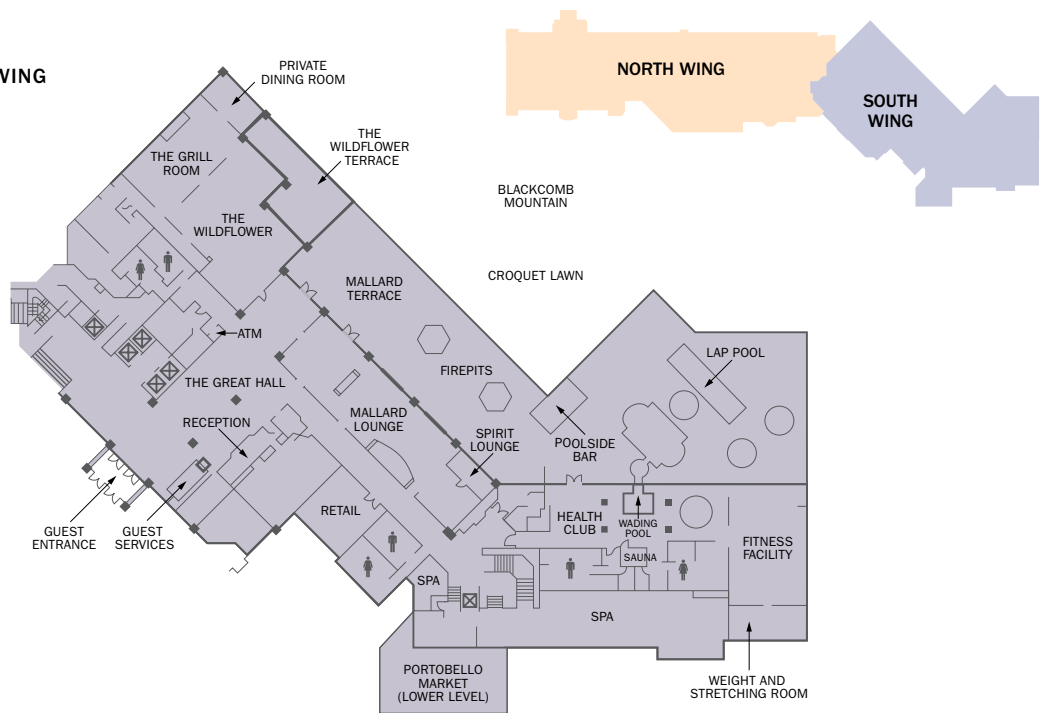 WING
NORTH WING
SOUTH
WING
PRIVATE
DINING ROOM
THE
WILDFLOWER
TERRACE
THE GRILL
ROOM
THE
WILDFLOWER
BLACKCOMB
MOUNTAIN
CROQUET LAWN
MALLARD
TERRACE
ATM
FIREPITS
LAP POOL
THE GREAT HALL
MALLARD
LOUNGE
RECEPTION
SPIRIT
LOUNGE
POOLSIDE
BAR
GUEST
ENTRANCE
GUEST
SERVICES
RETAIL
HEALTH
CLUB
WADING
POOL
SAUNA
FITNESS
FACILITY
SPA
SPA
PORTOBELLO
MARKET
(LOWER LEVEL)
WEIGHT AND
STRETCHING ROOM